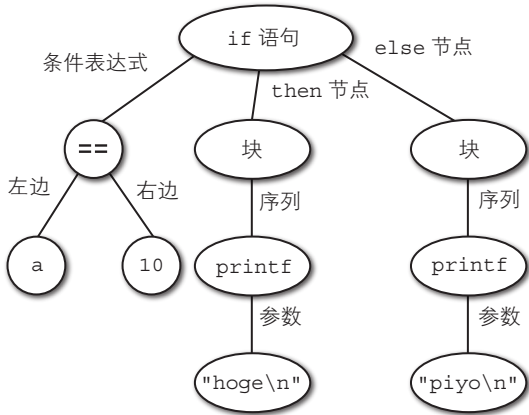 if 语句
条件表达式
then 节点
else 节点
==
块
块
左边
右边
序列
序列
a
10
printf
printf
参数
参数
"hoge\n"
"piyo\n"